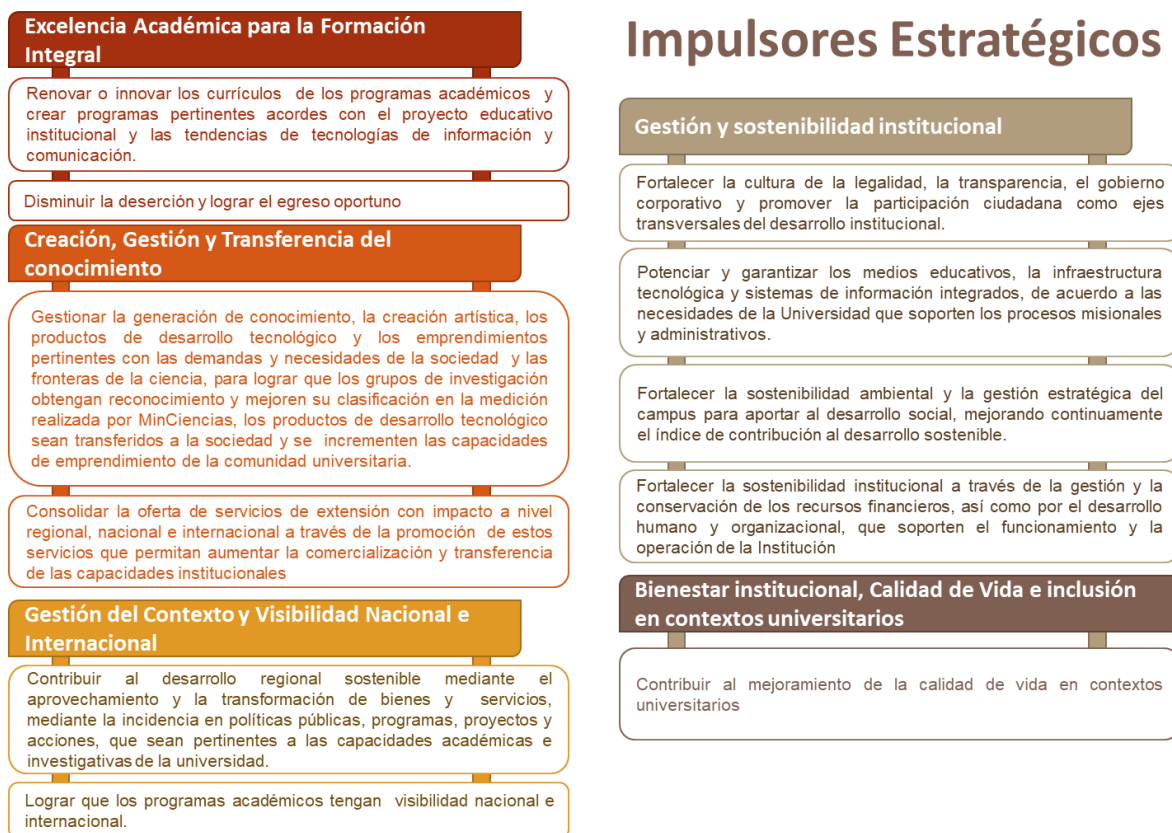 Excelencia Académica para la Formación
Integral
Renovar o innovar los currículos de los programas académicos y
crear programas pertinentes acordes con el proyecto educativo
institucional y las tendencias de tecnologías de información y
comunicación.
Disminuir la deserción y lograr el egreso oportuno
Creación, Gestión y Transferencia del
conocimiento
Gestionar la generación de conocimiento, la creación artística, los
productos de desarrollo tecnológico y los emprendimientos
pertinentes con las demandas y necesidades de la sociedad y las
fronteras de la ciencia, para lograr que los grupos de investigación
obtengan reconocimiento y mejoren su clasificación en la medición
realizada por MinCiencias, los productos de desarrollo tecnológico
sean transferidos a la sociedad y se incrementen las capacidades
de emprendimiento de la comunidad universitaria.
Consolidar la oferta de servicios de extensión con impacto a nivel
regional, nacional e internacional a través de la promoción de estos
servicios que permitan aumentar la comercialización y transferencia
de las capacidades institucionales
Gestión del Contexto y Visibilidad Nacional e
Internacional
Contribuir al desarrollo regional sostenible mediante el
aprovechamiento y la transformación de bienes y servicios,
mediante la incidencia en políticas públicas, programas, proyectos y
acciones, que sean pertinentes a las capacidades académicas e
investigativas de la universidad.
Lograr que los programas académicos tengan visibilidad nacional e
internacional.
Impulsores Estratégicos
Gestión y sostenibilidad institucional
Fortalecer la cultura de la legalidad, la transparencia, el gobierno
corporativo y promover la participación ciudadana como ejes
transversales del desarrollo institucional.
Potenciar y garantizar los medios educativos, la infraestructura
tecnológica y sistemas de información integrados, de acuerdo a las
necesidades de la Universidad que soporten los procesos misionales
y administrativos.
Fortalecer la sostenibilidad ambiental y la gestión estratégica del
campus para aportar al desarrollo social, mejorando continuamente
el índice de contribución al desarrollo sostenible.
Fortalecer la sostenibilidad institucional a través de la gestión y la
conservación de los recursos financieros, así como por el desarrollo
humano y organizacional, que soporten el funcionamiento y la
operación de la Institución
Bienestar institucional, Calidad de Vida e inclusión
en contextos universitarios
Contribuir al mejoramiento de la calidad de vida en contextos
universitarios